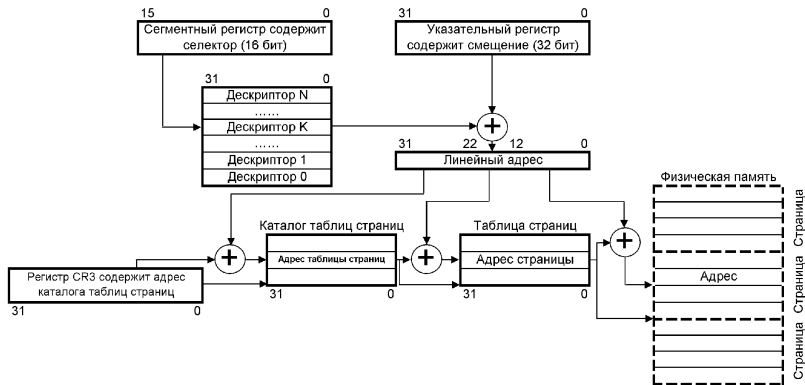 15 0
Сегментный регистр содержит
селектор (16 бит)
31 0
Указательный регистр
содержит смещение (32 бит)
31 0
Дескриптор N
......
Дескриптор K
......
Дескриптор 1
Дескриптор 0
+
31 22 12 0
Линейный адрес
Физическая память
Страница
Страница
Страница
Адрес
Каталог таблиц страниц
Адрес таблицы страниц
31 0
Таблица страниц
Адрес страницы
31 0
+
+
+
Регистр CR3 содержит адрес
каталога таблиц страниц
31 0